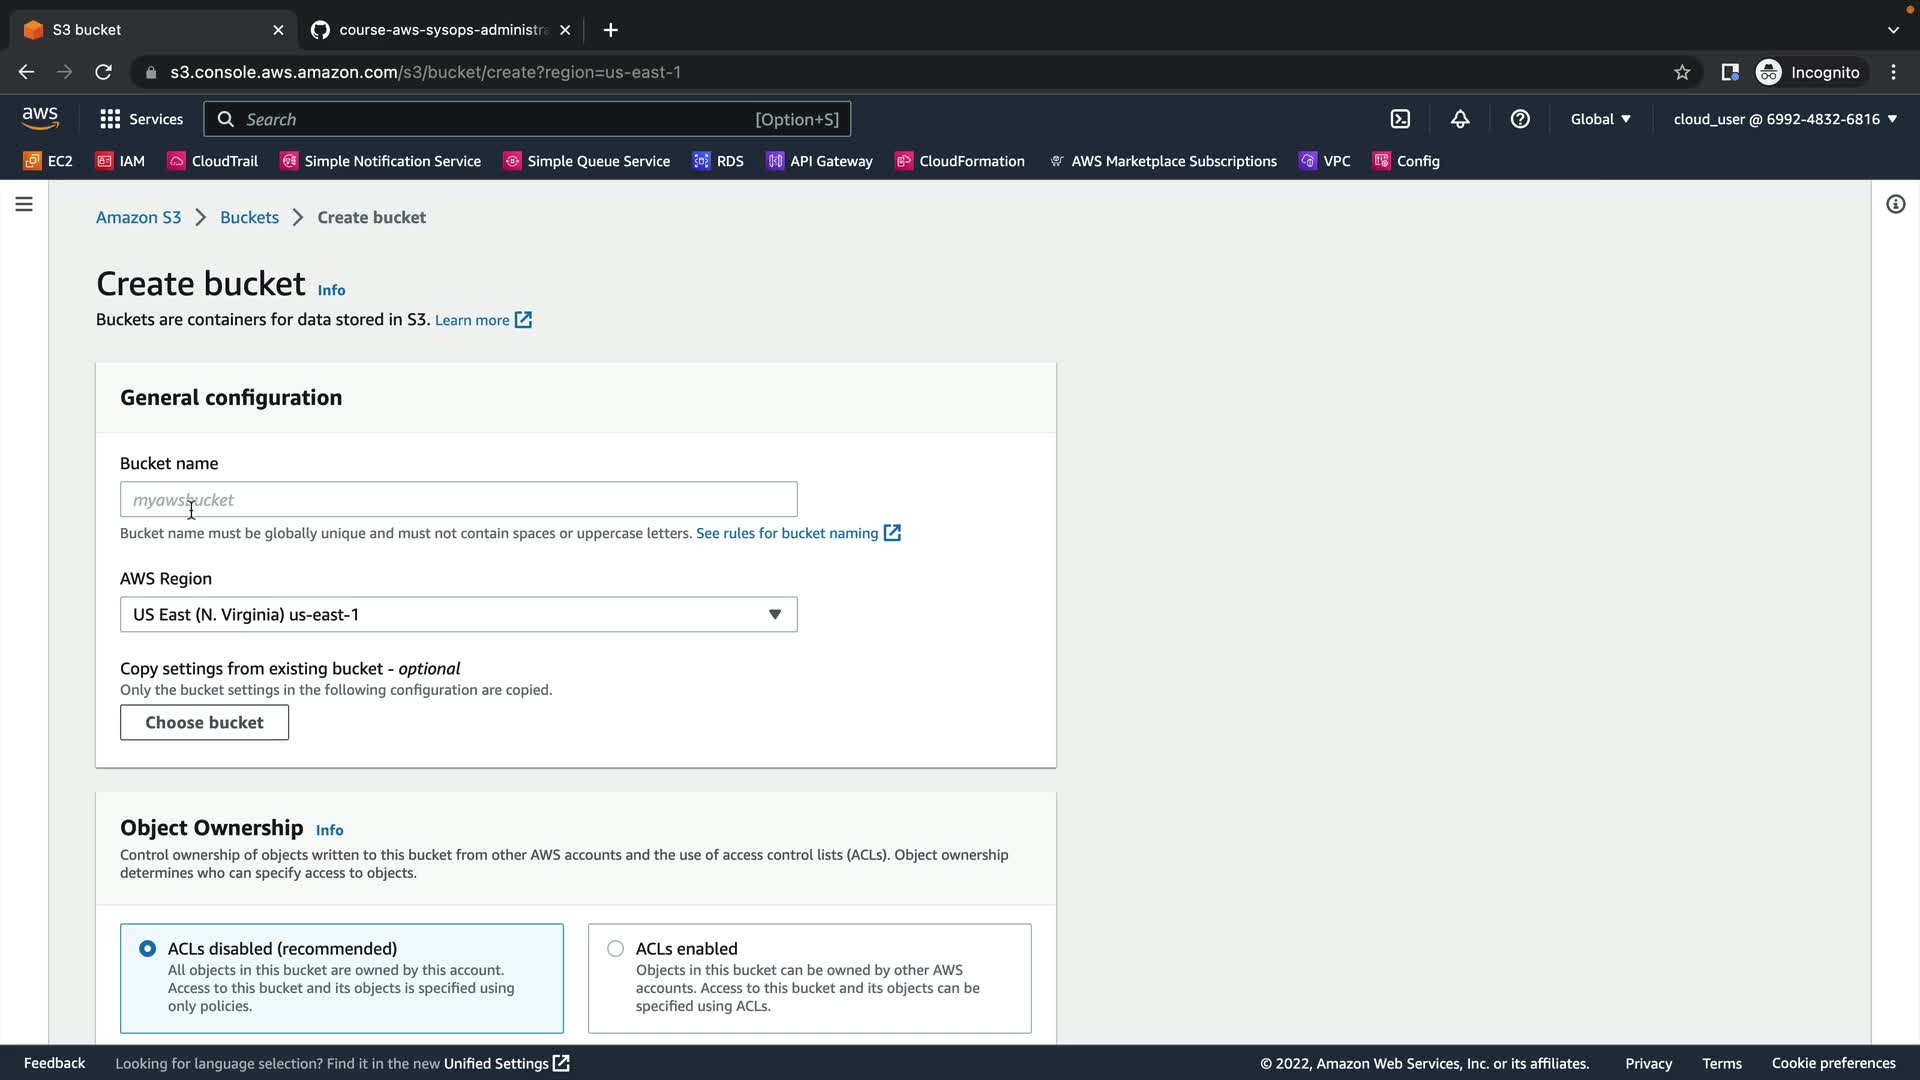 S3 bucket
course-aws-sysops-administra
s3.console.aws.amazon.com/s3/bucket/create?region=us-east-1
Incognito
aws
Services
Search
[Option+S]
Global
cloud_user @ 6992-4832-6816
EC2
IAM
CloudTrail
Simple Notification Service
Simple Queue Service
RDS
API Gateway
CloudFormation
AWS Marketplace Subscriptions
VPC
Config
Amazon S3 > Buckets > Create bucket
Create bucket Info
Buckets are containers for data stored in S3. Learn more
General configuration
Bucket name
myawsbucket
Bucket name must be globally unique and must not contain spaces or uppercase letters. See rules for bucket naming
AWS Region
US East (N. Virginia) us-east-1
Copy settings from existing bucket - optional
Only the bucket settings in the following configuration are copied.
Choose bucket
Object Ownership Info
Control ownership of objects written to this bucket from other AWS accounts and the use of access control lists (ACLs). Object ownership
determines who can specify access to objects.
ACLs disabled (recommended)
All objects in this bucket are owned by this account.
Access to this bucket and its objects is specified using
only policies.
ACLs enabled
Objects in this bucket can be owned by other AWS
accounts. Access to this bucket and its objects can be
specified using ACLs.
Feedback
Looking for language selection? Find it in the new Unified Settings
© 2022, Amazon Web Services, Inc. or its affiliates.
Privacy
Terms
Cookie preferences